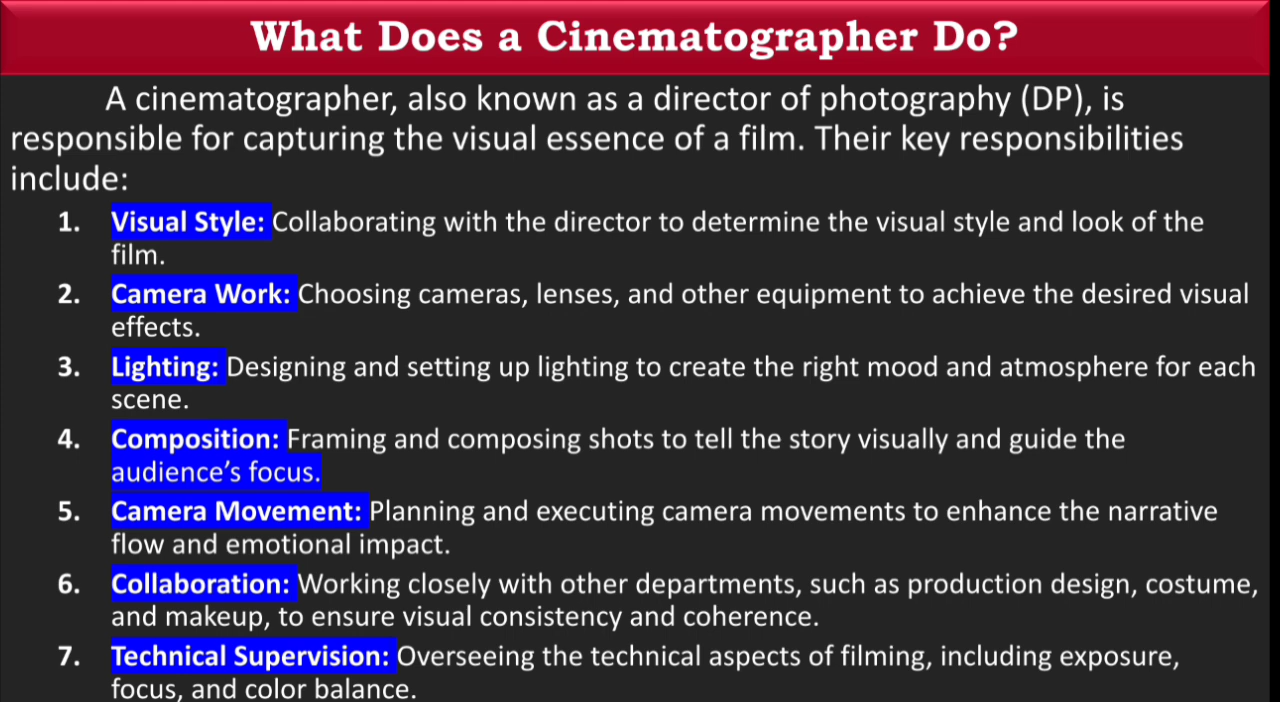 What Does a Cinematographer Do?
A cinematographer, also known as a director of photography (DP), is
responsible for capturing the visual essence of a film. Their key responsibilities
include:
1. Visual Style: Collaborating with the director to determine the visual style and look of the
film.
2. Camera Work: Choosing cameras, lenses, and other equipment to achieve the desired visual
effects.
3. Lighting: Designing and setting up lighting to create the right mood and atmosphere for each
scene.
4. Composition: Framing and composing shots to tell the story visually and guide the
audience’s focus.
5. Camera Movement: Planning and executing camera movements to enhance the narrative
flow and emotional impact.
6. Collaboration: Working closely with other departments, such as production design, costume,
and makeup, to ensure visual consistency and coherence.
7. Technical Supervision: Overseeing the technical aspects of filming, including exposure,
focus, and color balance.